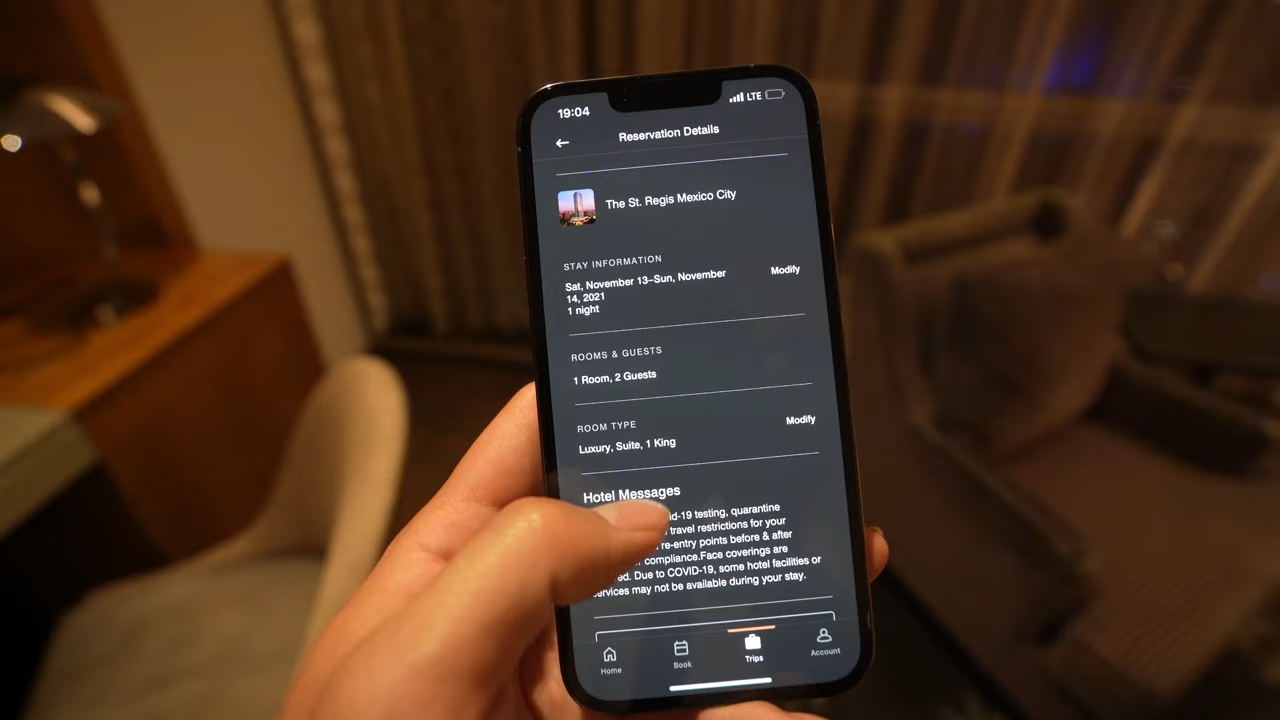 19:04
LTE
Reservation Details
The St. Regis Mexico City
STAY INFORMATION
Sat, November 13–Sun, November
Modify
14, 2021
1 night
ROOMS & GUESTS
1 Room, 2 Guests
ROOM TYPE
Modify
Luxury, Suite, 1 King
Hotel Messages
id-19 testing, quarantine
travel restrictions for your
re-entry points before & after
compliance.Face coverings are
ed. Due to COVID-19, some hotel facilities or
services may not be available during your stay.
Home
Book
Trips
Account